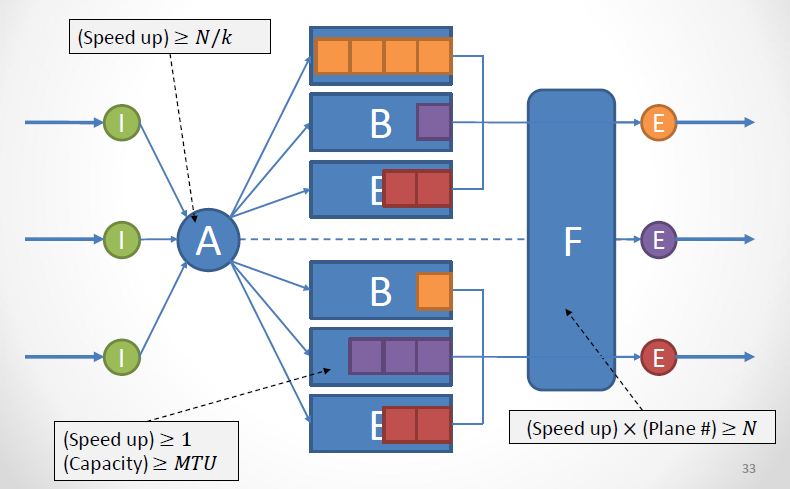 (Speed up) ≥ N/k
I
B
E
I
A
F
E
B
I
E
(Speed up) ≥ 1
(Capacity) ≥ MTU
(Speed up) × (Plane #) ≥ N
33